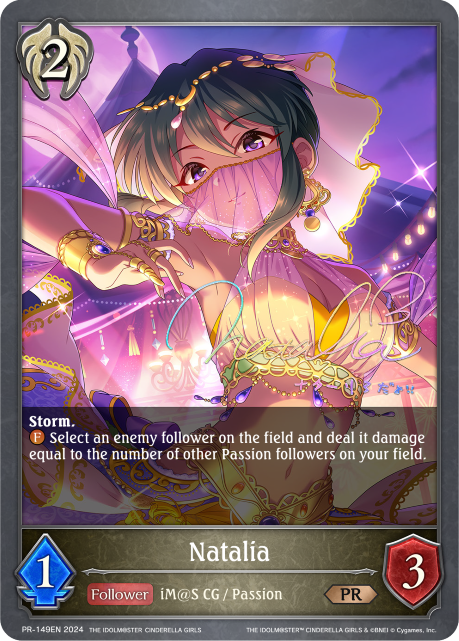 2
Natalia
Storm.
F Select an enemy follower on the field and deal it damage
equal to the number of other Passion followers on your field.
Natalia
1
Follower iM@S CG / Passion
PR
3
PR-149EN 2024 THE IDOLM@STER CINDERELLA GIRLS
THE IDOLM@STER™ CINDERELLA GIRLS & ©BNEI © Cygames, Inc.